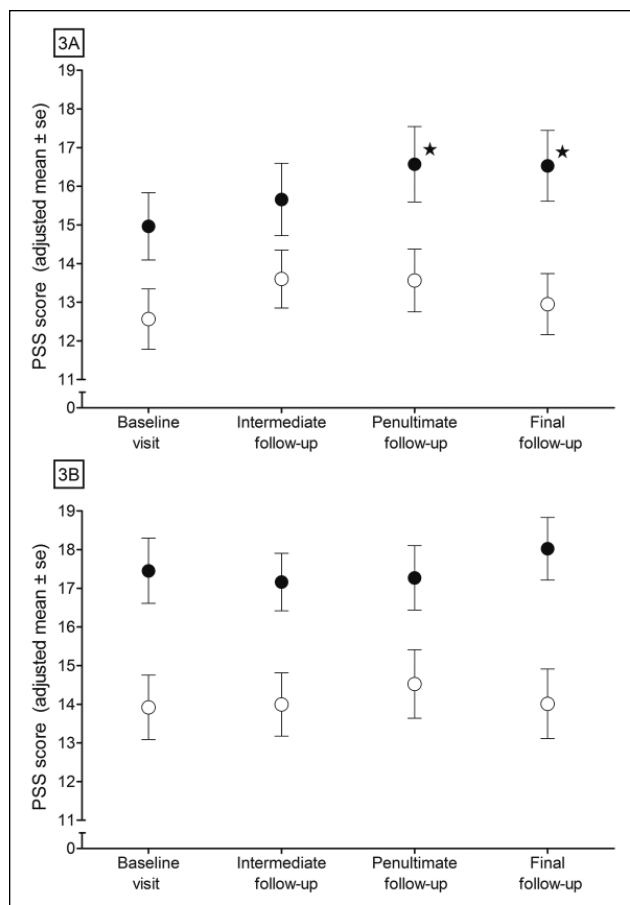 3A
PSS score (adjusted mean ± se)
19
18
17
16
15
14
13
12
11
0
Baseline visit
Intermediate follow-up
Penultimate follow-up
Final follow-up
3B
PSS score (adjusted mean ± se)
19
18
17
16
15
14
13
11
0
Baseline visit
Intermediate follow-up
Penultimate follow-up
Final follow-up